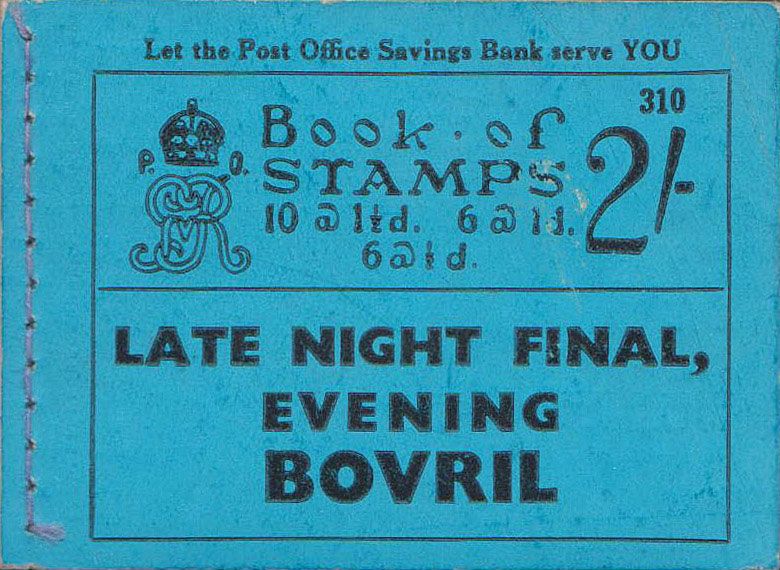 Let the Post Office Savings Bank serve YOU
310
P. O.
Book · of
STAMPS
2/-
10 @ 1½d. 6 @ 1d.
6 @ ½d.
LATE NIGHT FINAL,
EVENING
BOVRIL